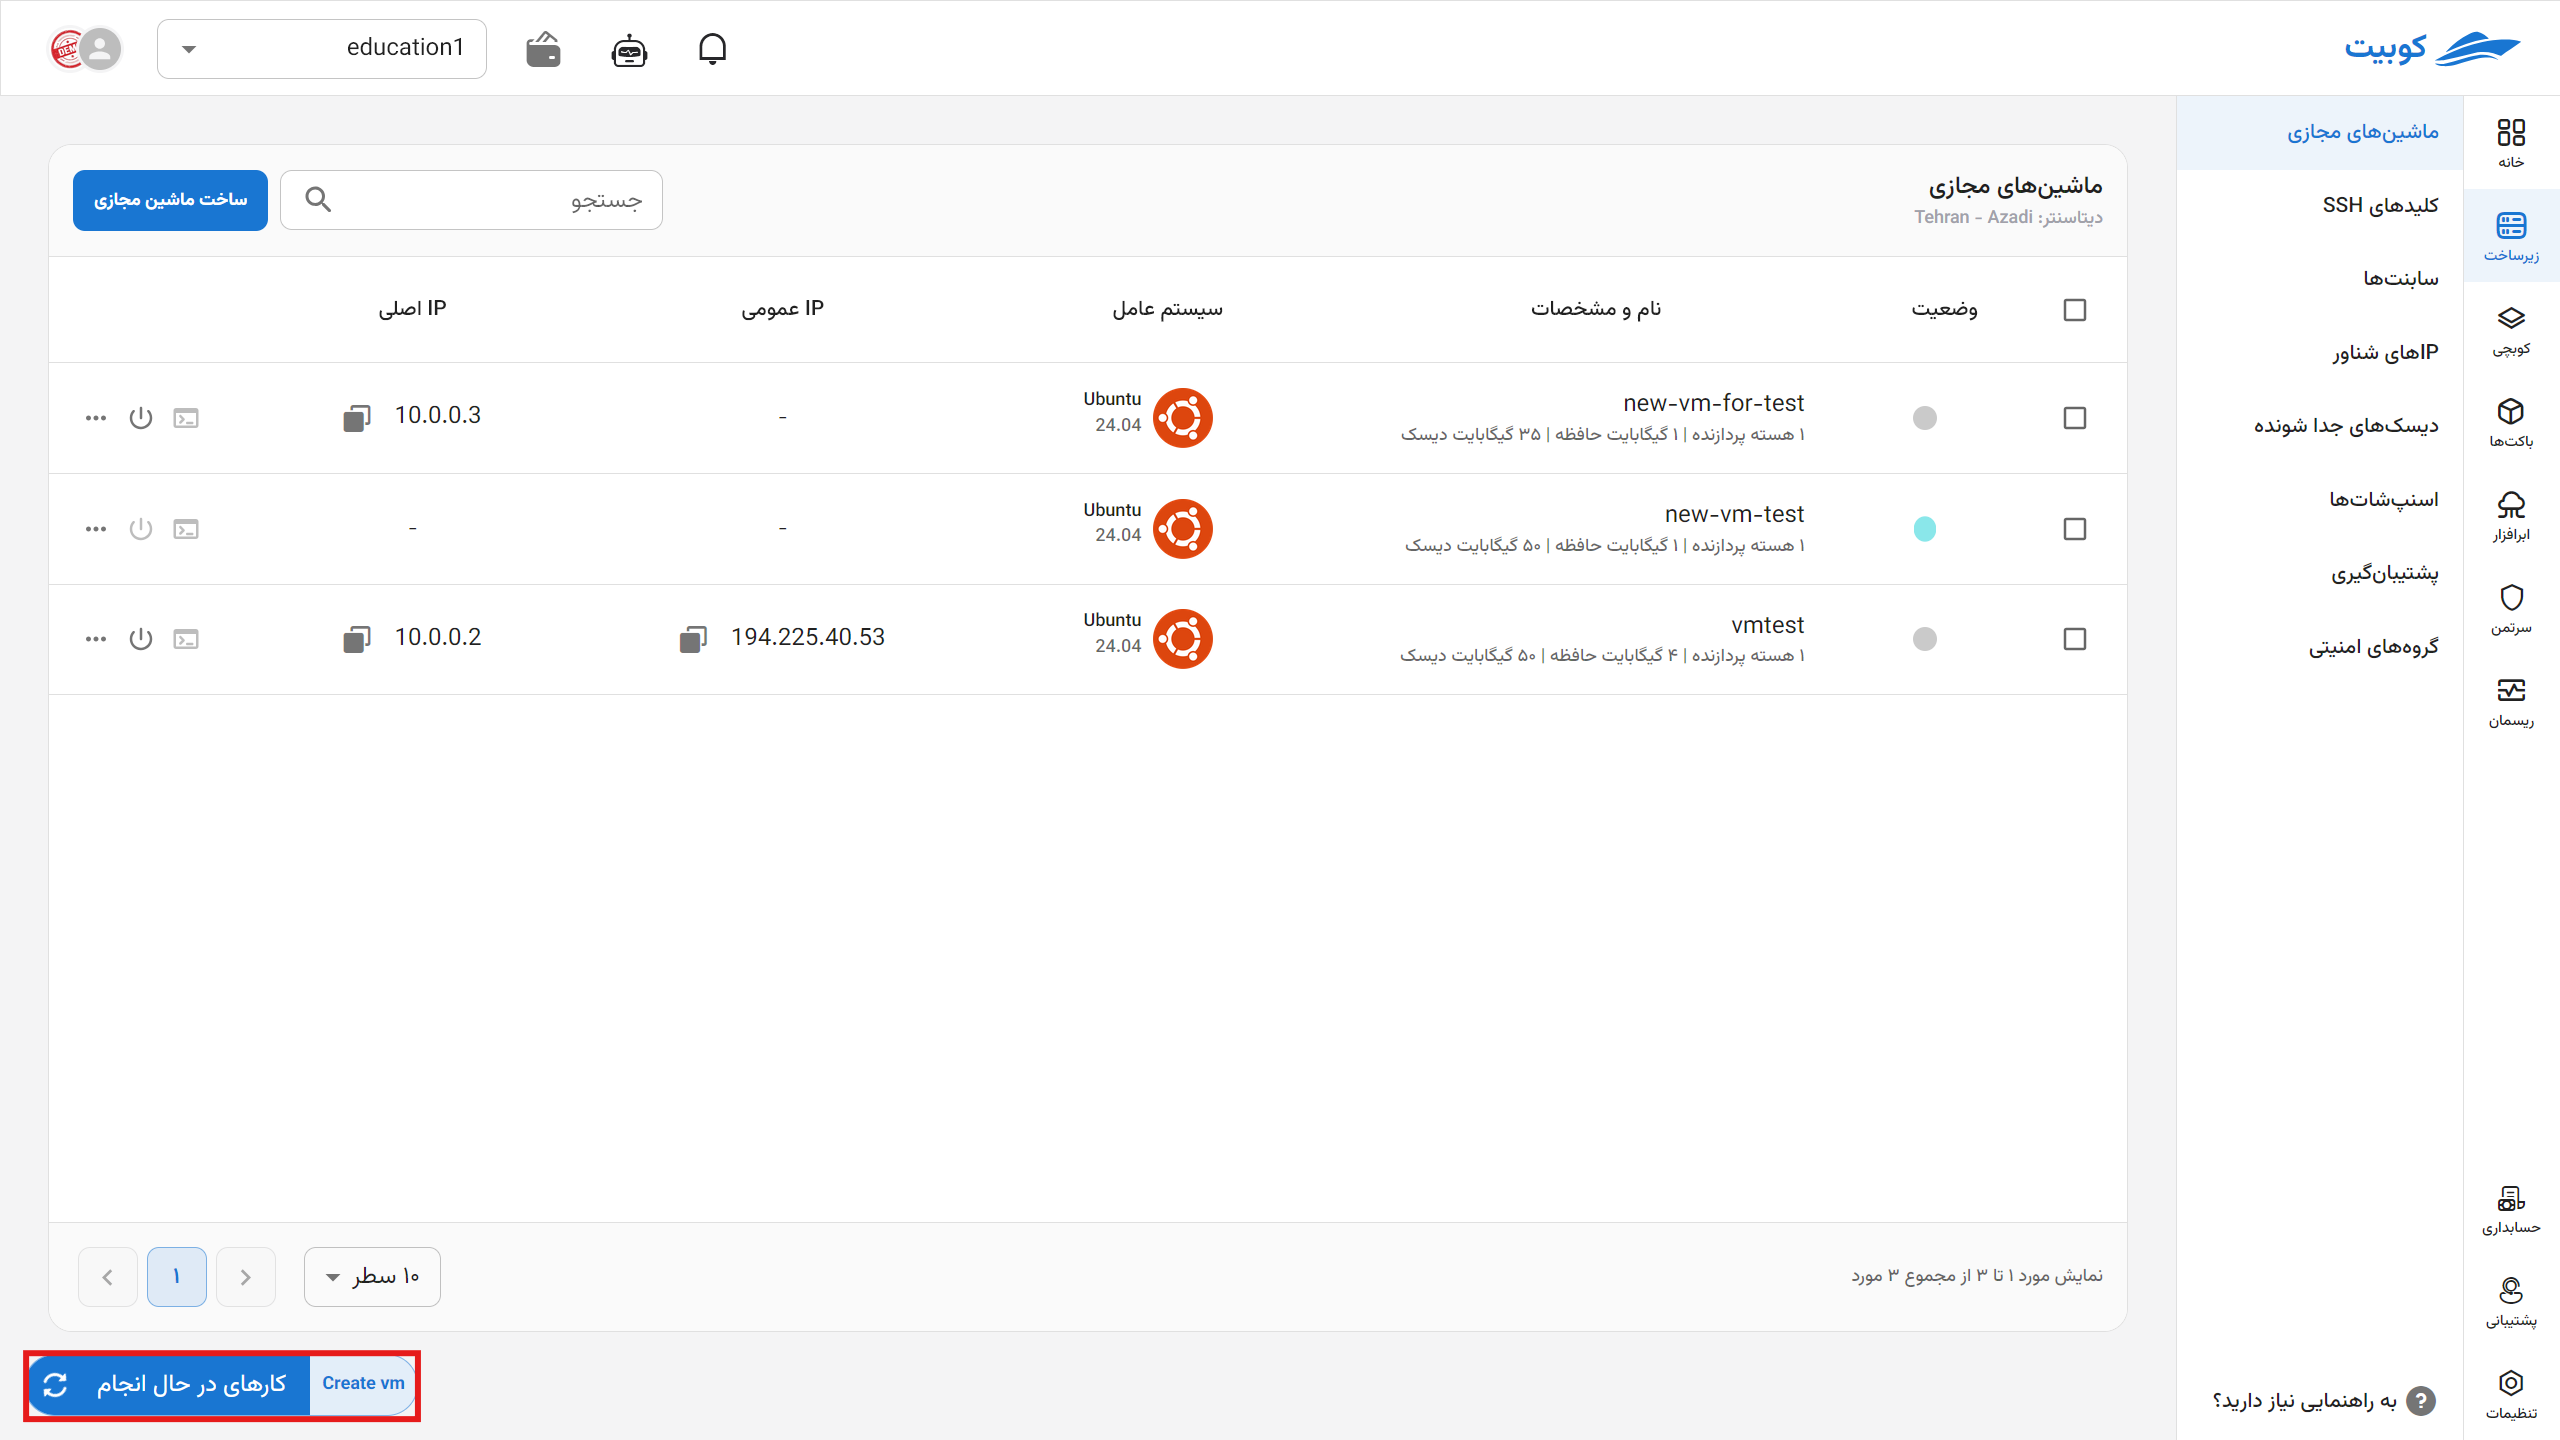 کوبیت
education1
خانه
زیرساخت
کوبچی
باکت‌ها
ابرافزار
سرتمن
ریسمان
حسابداری
پشتیبانی
تنظیمات
ماشین‌های مجازی
کلیدهای SSH
سابنت‌ها
IPهای شناور
دیسک‌های جدا شونده
اسنپ‌شات‌ها
پشتیبان‌گیری
گروه‌های امنیتی
به راهنمایی نیاز دارید؟
ماشین‌های مجازی
دیتاسنتر: Tehran - Azadi
جستجو
ساخت ماشین مجازی
وضعیت نام و مشخصات سیستم عامل IP عمومی IP اصلی
new-vm-for-test
۱ هسته پردازنده | ۱ گیگابایت حافظه | ۳۵ گیگابایت دیسک
Ubuntu
24.04
-
10.0.0.3
new-vm-test
۱ هسته پردازنده | ۱ گیگابایت حافظه | ۵۰ گیگابایت دیسک
Ubuntu
24.04
-
-
vmtest
۱ هسته پردازنده | ۴ گیگابایت حافظه | ۵۰ گیگابایت دیسک
Ubuntu
24.04
194.225.40.53
10.0.0.2
نمایش مورد ۱ تا ۳ از مجموع ۳ مورد
۱۰ سطر
۱
Create vm
کارهای در حال انجام